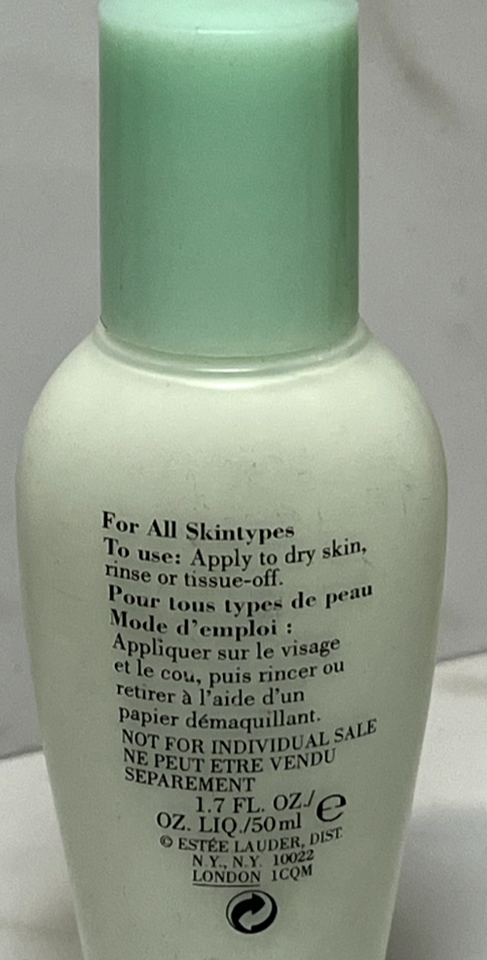 For All Skintypes
To use: Apply to dry skin,
rinse or tissue-off.
Pour tous types de peau
Mode d'emploi :
Appliquer sur le visage
et le cou, puis rincer ou
retirer à l'aide d'un
papier démaquillant.
NOT FOR INDIVIDUAL SALE
NE PEUT ETRE VENDU
SEPAREMENT
1.7 FL. OZ./
OZ. LIQ./50ml ℮
© ESTÉE LAUDER, DIST.
N.Y., N.Y. 10022
LONDON 1CQM